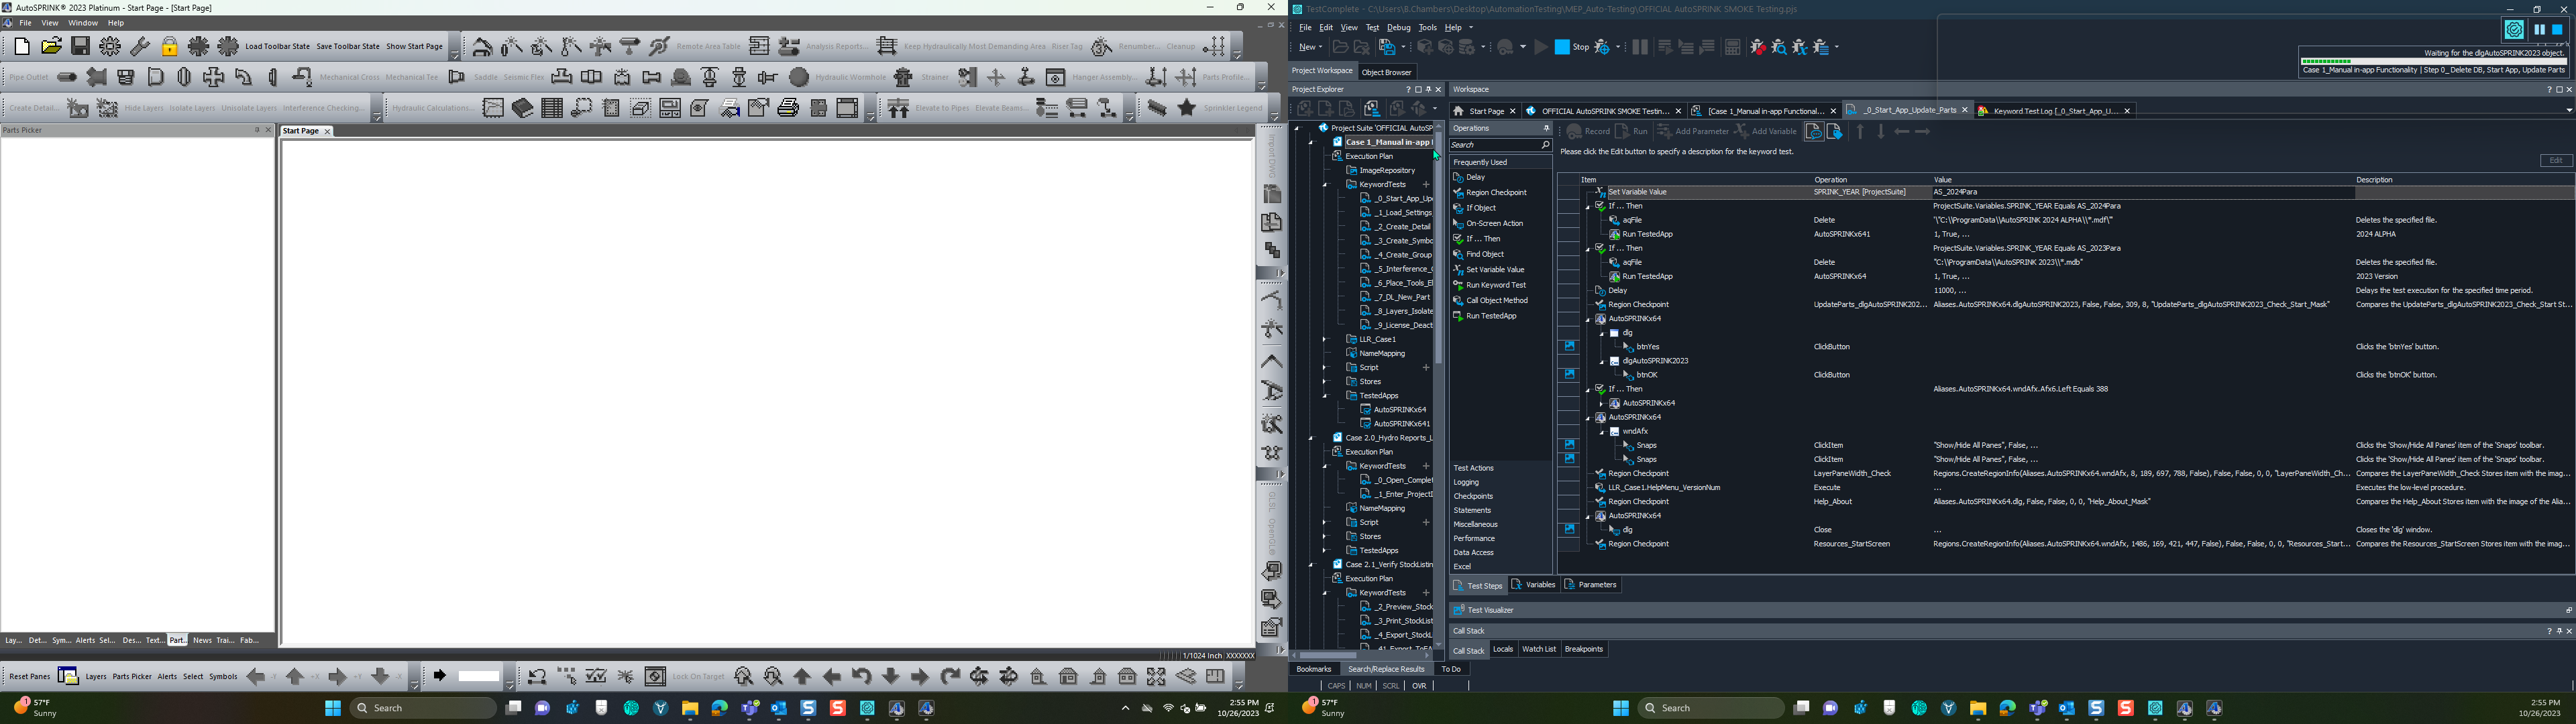 AutoSPRINK® 2023 Platinum - Start Page - [Start Page]
File View Window Help
Load Toolbar State Save Toolbar State Show Start Page Remote Area Table Analysis Reports... Keep Hydraulically Most Demanding Area Riser Tag Renumber... Cleanup
Pipe Outlet Mechanical Cross Mechanical Tee Saddle Seismic Flex Hydraulic Wormhole Strainer Hanger Assembly... Parts Profile...
Create Detail... Hide Layers Isolate Layers Unisolate Layers Interference Checking... Hydraulic Calculations... Elevate to Pipes Elevate Beams... Sprinkler Legend
Parts Picker
Start Page
Import DWG
GLSL OpenGL®
Lay... Det... Sym... Alerts Sel... Des... Text... Part... News Trai... Fab...
1/1024 Inch XXXXXXX
Reset Panes Layers Parts Picker Alerts Select Symbols -Y +X +Y -X Lock On Target
1 57°F
Sunny
Search
2:55 PM
10/26/2023
TestComplete - C:\Users\B.Chambers\Desktop\AutomationTesting\MEP_Auto-Testing\OFFICIAL AutoSPRINK SMOKE Testing.pjs
File Edit View Test Debug Tools Help
New Stop
Waiting for the dlgAutoSPRINK2023 object.
Case 1_Manual in-app Functionality | Step 0_ Delete DB, Start App, Update Parts
Project Workspace Object Browser
Project Explorer
Project Suite 'OFFICIAL AutoSP
Case 1_Manual in-app
Execution Plan
ImageRepository
KeywordTests
_0_Start_App_Up
_1_Load_Settings
_2_Create_Detail
_3_Create_Symbo
_4_Create_Group
_5_Interference_
_6_Place_Tools_E
_7_DL_New_Part
_8_Layers_Isolate
_9_License_Deact
LLR_Case1
NameMapping
Script
Stores
TestedApps
AutoSPRINKx64
AutoSPRINKx641
Case 2.0_Hydro Reports_L
Execution Plan
KeywordTests
_0_Open_Complet
_1_Enter_ProjectI
NameMapping
Script
Stores
TestedApps
Case 2.1_Verify StockListin
Execution Plan
KeywordTests
_2_Preview_Stock
_3_Print_StockList
_4_Export_StockL
Bookmarks Search/Replace Results To Do
CAPS NUM SCRL OVR
Workspace
Start Page OFFICIAL AutoSPRINK SMOKE Testin... [Case 1_Manual in-app Functional... _0_Start_App_Update_Parts Keyword Test Log [_0_Start_App_U...
Operations
Search
Frequently Used
Delay
Region Checkpoint
If Object
On-Screen Action
If ... Then
Find Object
Set Variable Value
Run Keyword Test
Call Object Method
Run TestedApp
Test Actions
Logging
Checkpoints
Statements
Miscellaneous
Performance
Data Access
Excel
Record Run Add Parameter Add Variable
Please click the Edit button to specify a description for the keyword test.
Edit
Item Operation Value Description
Set Variable Value SPRINK_YEAR [ProjectSuite] AS_2024Para
If ... Then ProjectSuite.Variables.SPRINK_YEAR Equals AS_2024Para
aqFile Delete "\"C:\\ProgramData\\AutoSPRINK 2024 ALPHA\\*.mdf\"" Deletes the specified file.
Run TestedApp AutoSPRINKx641 1, True, ... 2024 ALPHA
If ... Then ProjectSuite.Variables.SPRINK_YEAR Equals AS_2023Para
aqFile Delete "C:\\ProgramData\\AutoSPRINK 2023\\*.mdb" Deletes the specified file.
Run TestedApp AutoSPRINKx64 1, True, ... 2023 Version
Delay 11000, ... Delays the test execution for the specified time period.
Region Checkpoint UpdateParts_dlgAutoSPRINK202... Aliases.AutoSPRINKx64.dlgAutoSPRINK2023, False, False, 309, 8, "UpdateParts_dlgAutoSPRINK2023_Check_Start_Mask" Compares the UpdateParts_dlgAutoSPRINK2023_Check_Start St...
AutoSPRINKx64
dlg
btnYes ClickButton Clicks the 'btnYes' button.
dlgAutoSPRINK2023
btnOK ClickButton Clicks the 'btnOK' button.
If ... Then Aliases.AutoSPRINKx64.wndAfx.Afx6.Left Equals 388
AutoSPRINKx64
AutoSPRINKx64
wndAfx
Snaps ClickItem "Show/Hide All Panes", False, ... Clicks the 'Show/Hide All Panes' item of the 'Snaps' toolbar.
Snaps ClickItem "Show/Hide All Panes", False, ... Clicks the 'Show/Hide All Panes' item of the 'Snaps' toolbar.
Region Checkpoint LayerPaneWidth_Check Regions.CreateRegionInfo(Aliases.AutoSPRINKx64.wndAfx, 8, 189, 697, 788, False), False, False, 0, 0, "LayerPaneWidth_Ch... Compares the LayerPaneWidth_Check Stores item with the imag...
LLR_Case1.HelpMenu_VersionNum Execute ... Executes the low-level procedure.
Region Checkpoint Help_About Aliases.AutoSPRINKx64.dlg, False, False, 0, 0, "Help_About_Mask" Compares the Help_About Stores item with the image of the Alia...
AutoSPRINKx64
dlg Close ... Closes the 'dlg' window.
Region Checkpoint Resources_StartScreen Regions.CreateRegionInfo(Aliases.AutoSPRINKx64.wndAfx, 1486, 169, 421, 447, False), False, False, 0, 0, "Resources_Start... Compares the Resources_StartScreen Stores item with the imag...
Test Steps Variables Parameters
Test Visualizer
Call Stack
Call Stack Locals Watch List Breakpoints
1 57°F
Sunny
Search
2:55 PM
10/26/2023